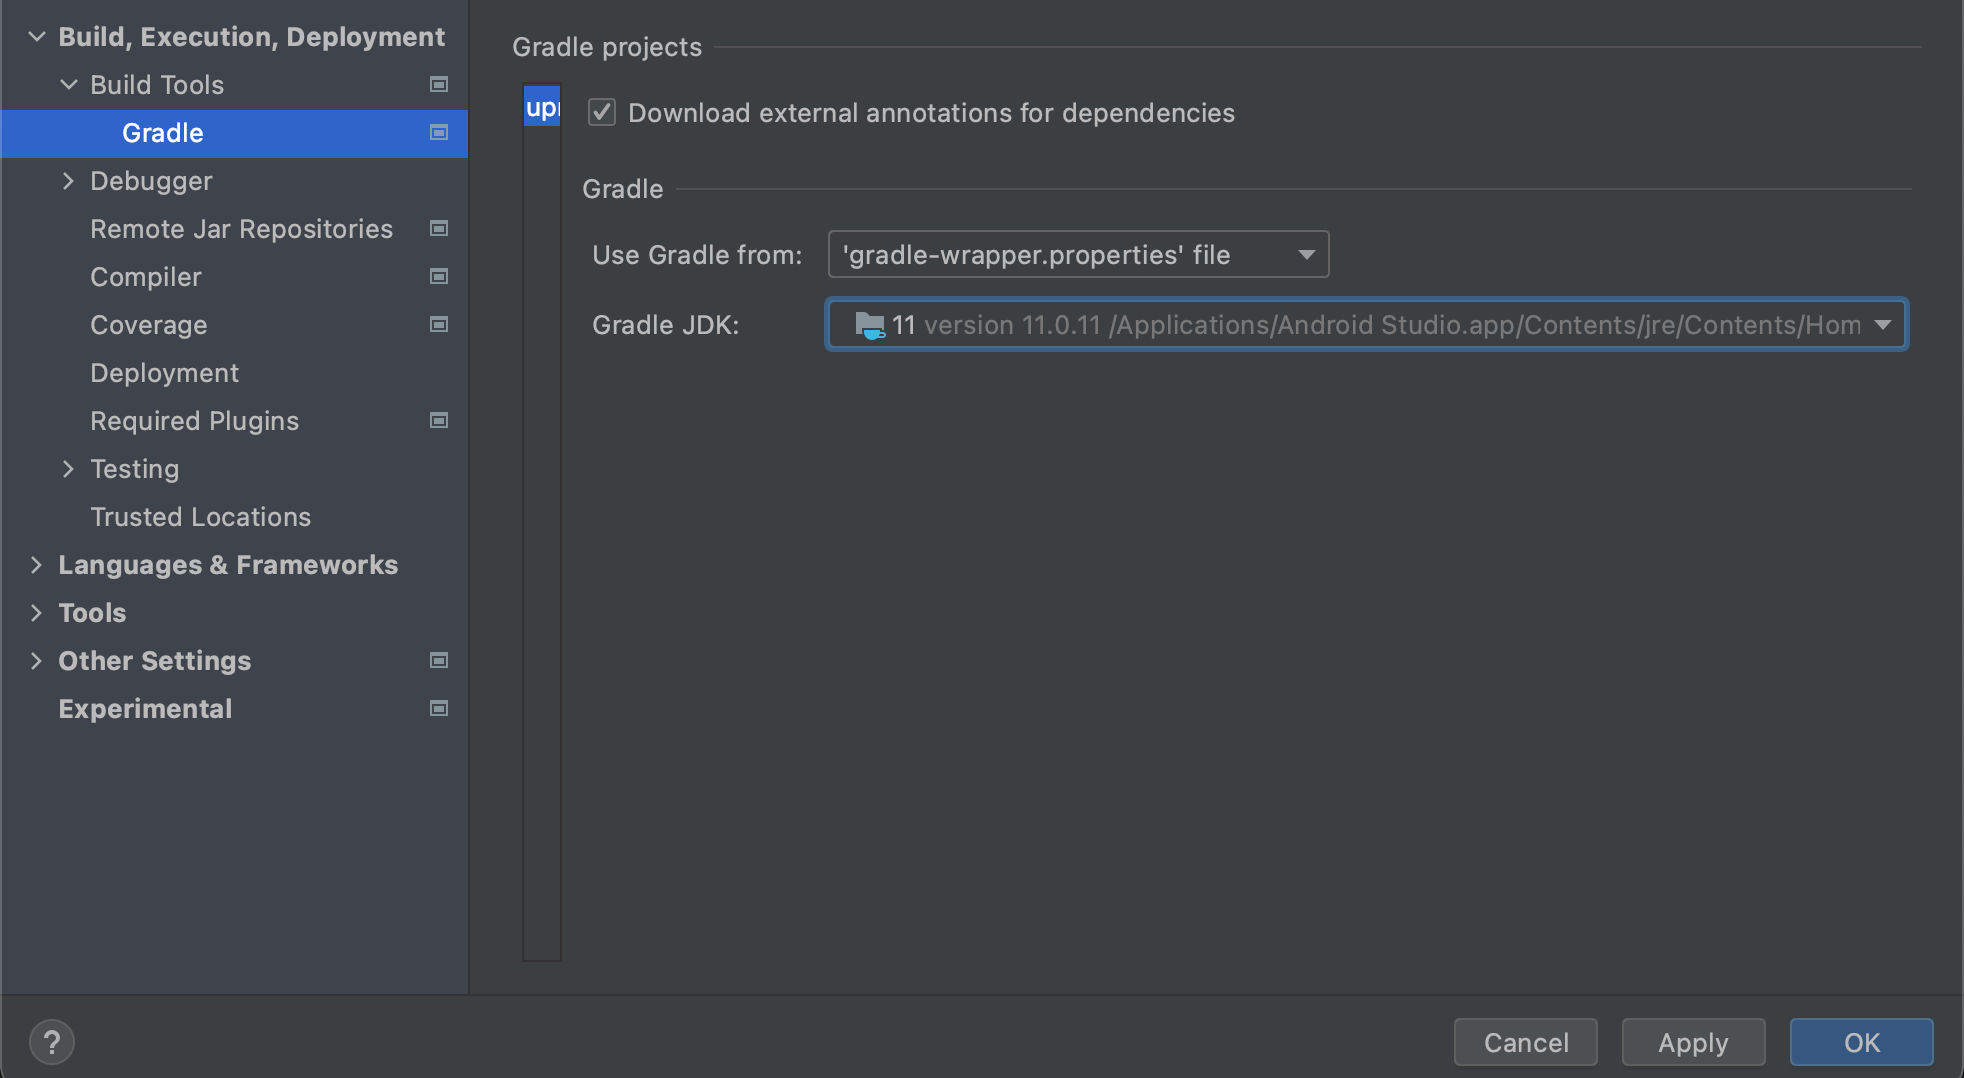 Build, Execution, Deployment
Build Tools
Gradle
Debugger
Remote Jar Repositories
Compiler
Coverage
Deployment
Required Plugins
Testing
Trusted Locations
Languages & Frameworks
Tools
Other Settings
Experimental
Gradle projects
Download external annotations for dependencies
Gradle
Use Gradle from: 'gradle-wrapper.properties' file
Gradle JDK: 11 version 11.0.11 /Applications/Android Studio.app/Contents/jre/Contents/Hom
? Cancel Apply OK